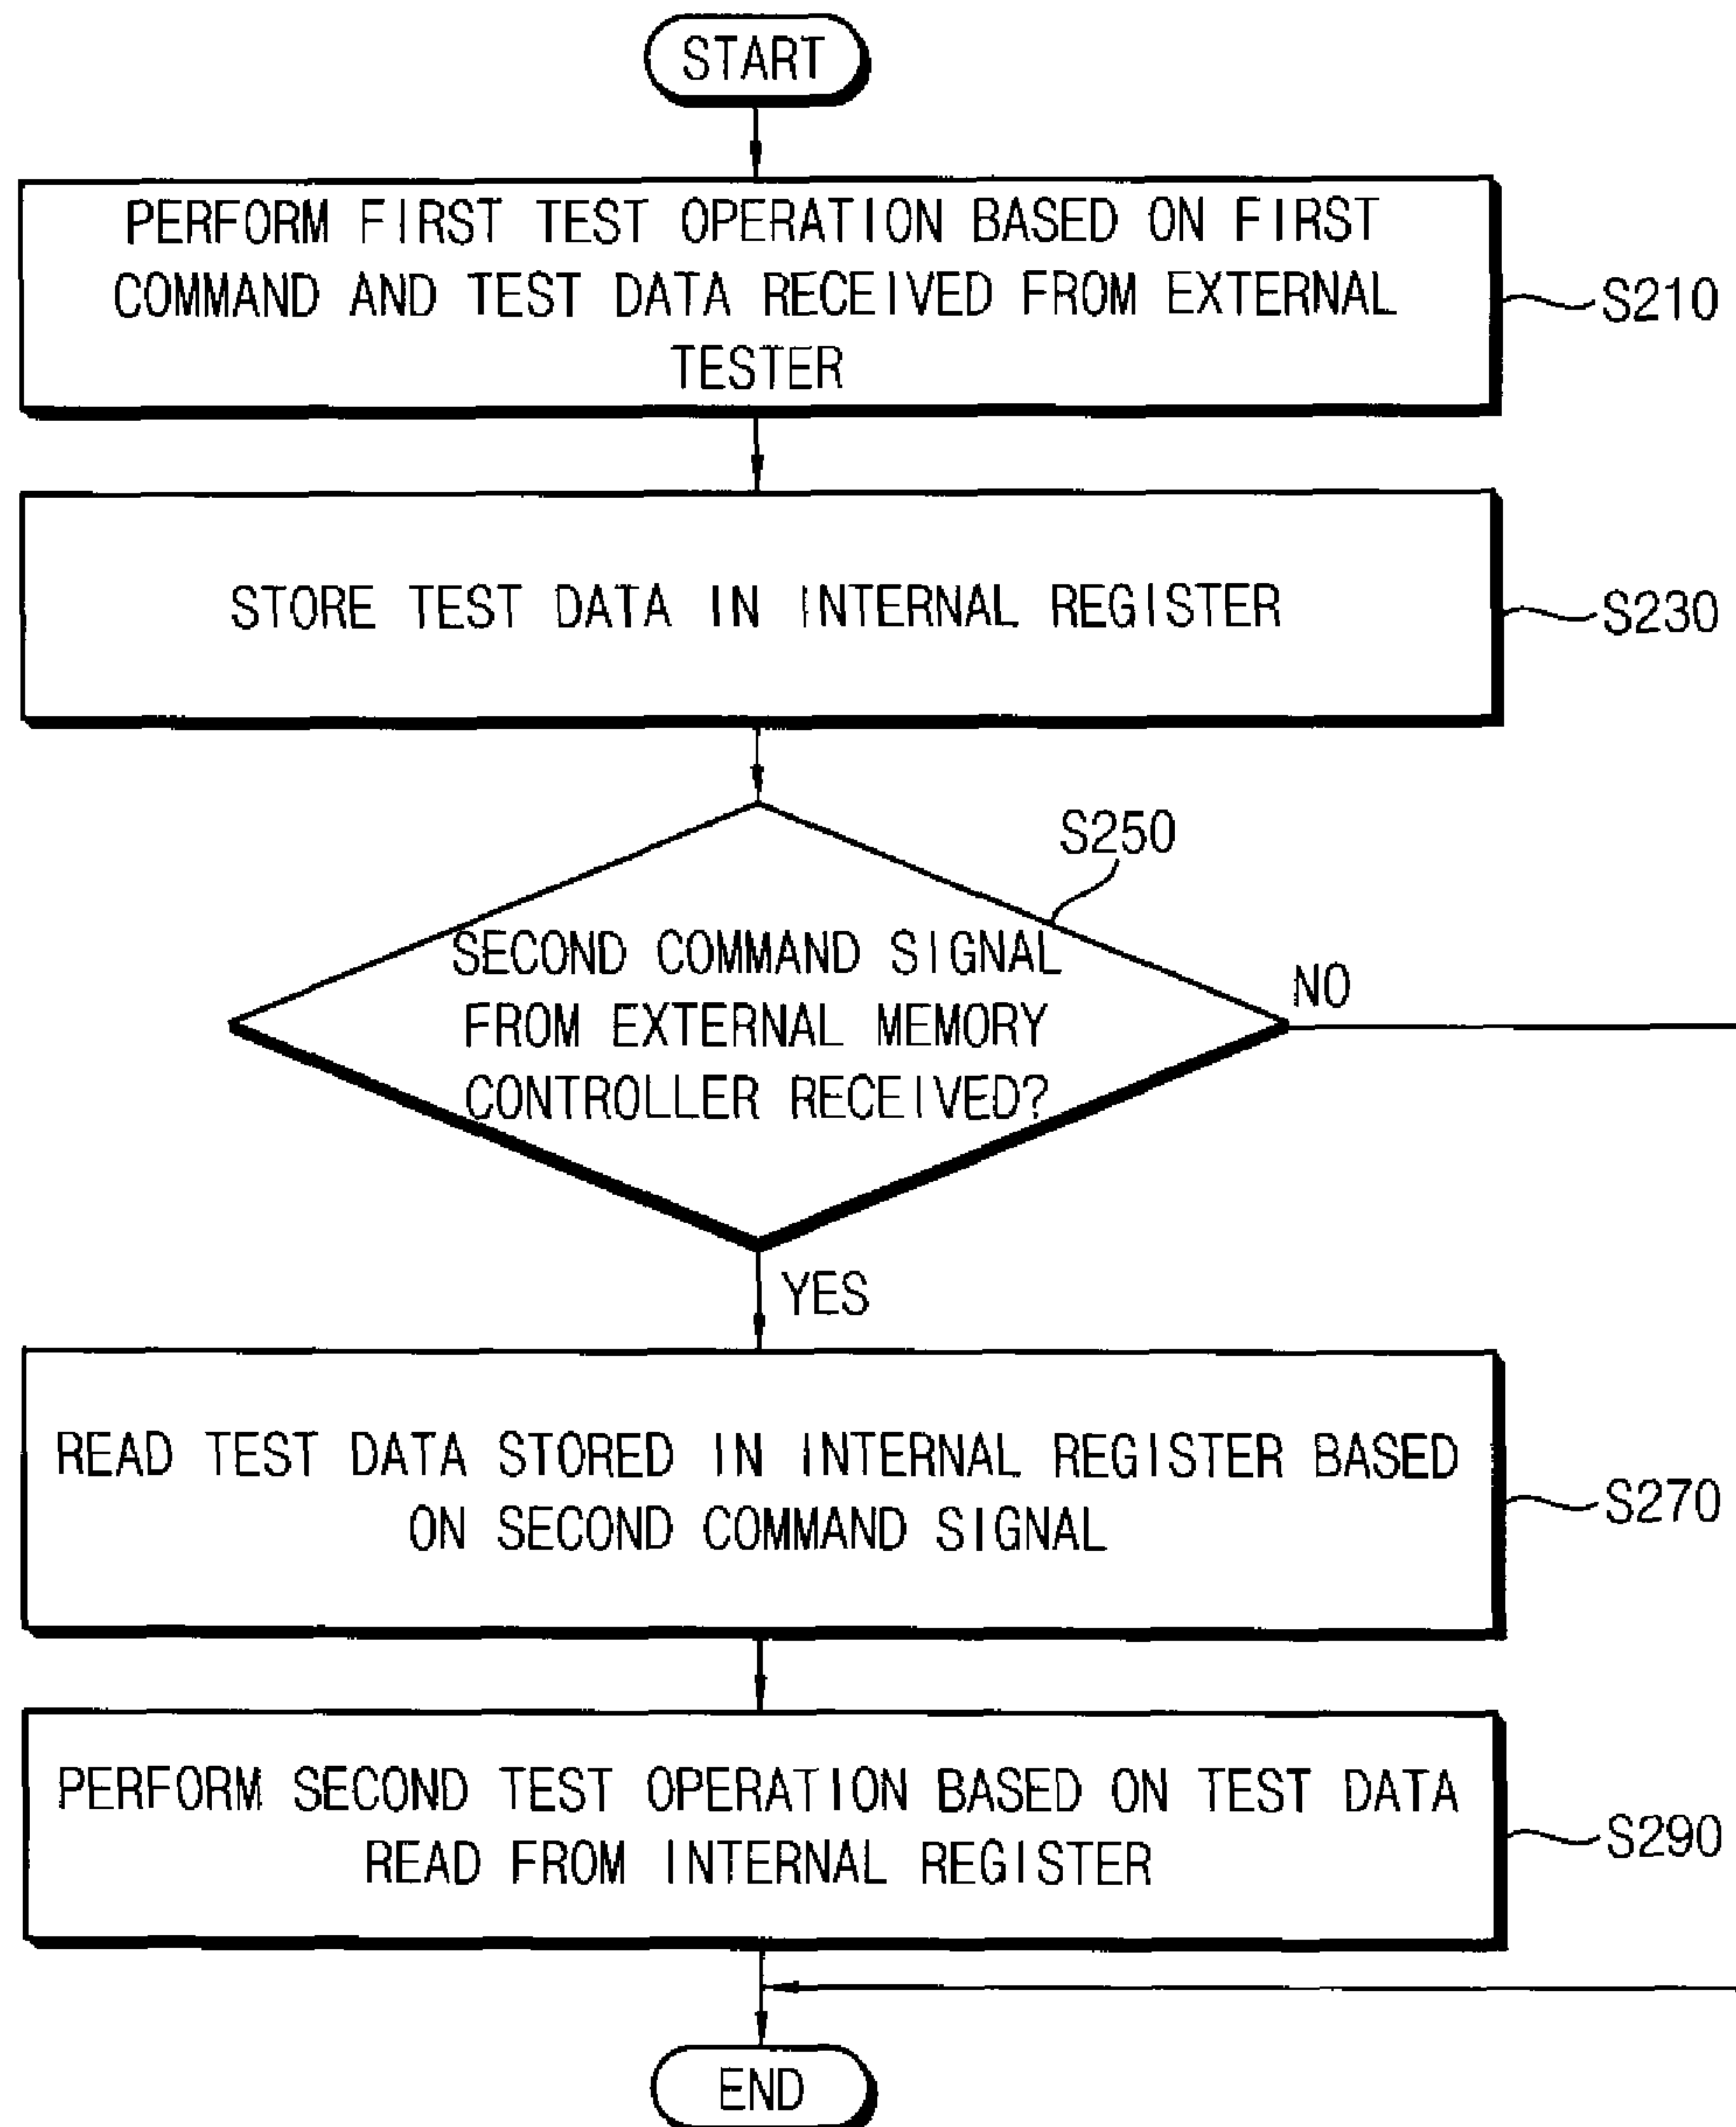 START
PERFORM FIRST TEST OPERATION BASED ON FIRST
COMMAND AND TEST DATA RECEIVED FROM EXTERNAL
TESTER
S210
STORE TEST DATA IN INTERNAL REGISTER
S230
S250
SECOND COMMAND SIGNAL
FROM EXTERNAL MEMORY
CONTROLLER RECEIVED?
NO
YES
READ TEST DATA STORED IN INTERNAL REGISTER BASED
ON SECOND COMMAND SIGNAL
S270
PERFORM SECOND TEST OPERATION BASED ON TEST DATA
READ FROM INTERNAL REGISTER
S290
END